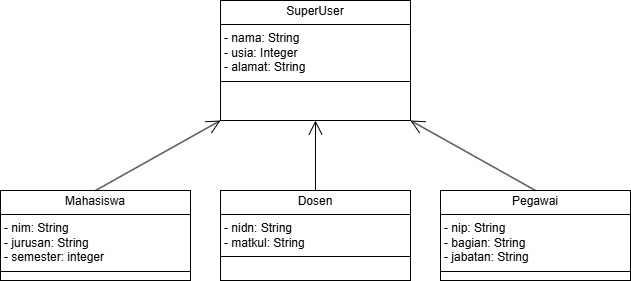 SuperUser
- nama: String
- usia: Integer
- alamat: String
Mahasiswa
- nim: String
- jurusan: String
- semester: integer
Dosen
- nidn: String
- matkul: String
Pegawai
- nip: String
- bagian: String
- jabatan: String